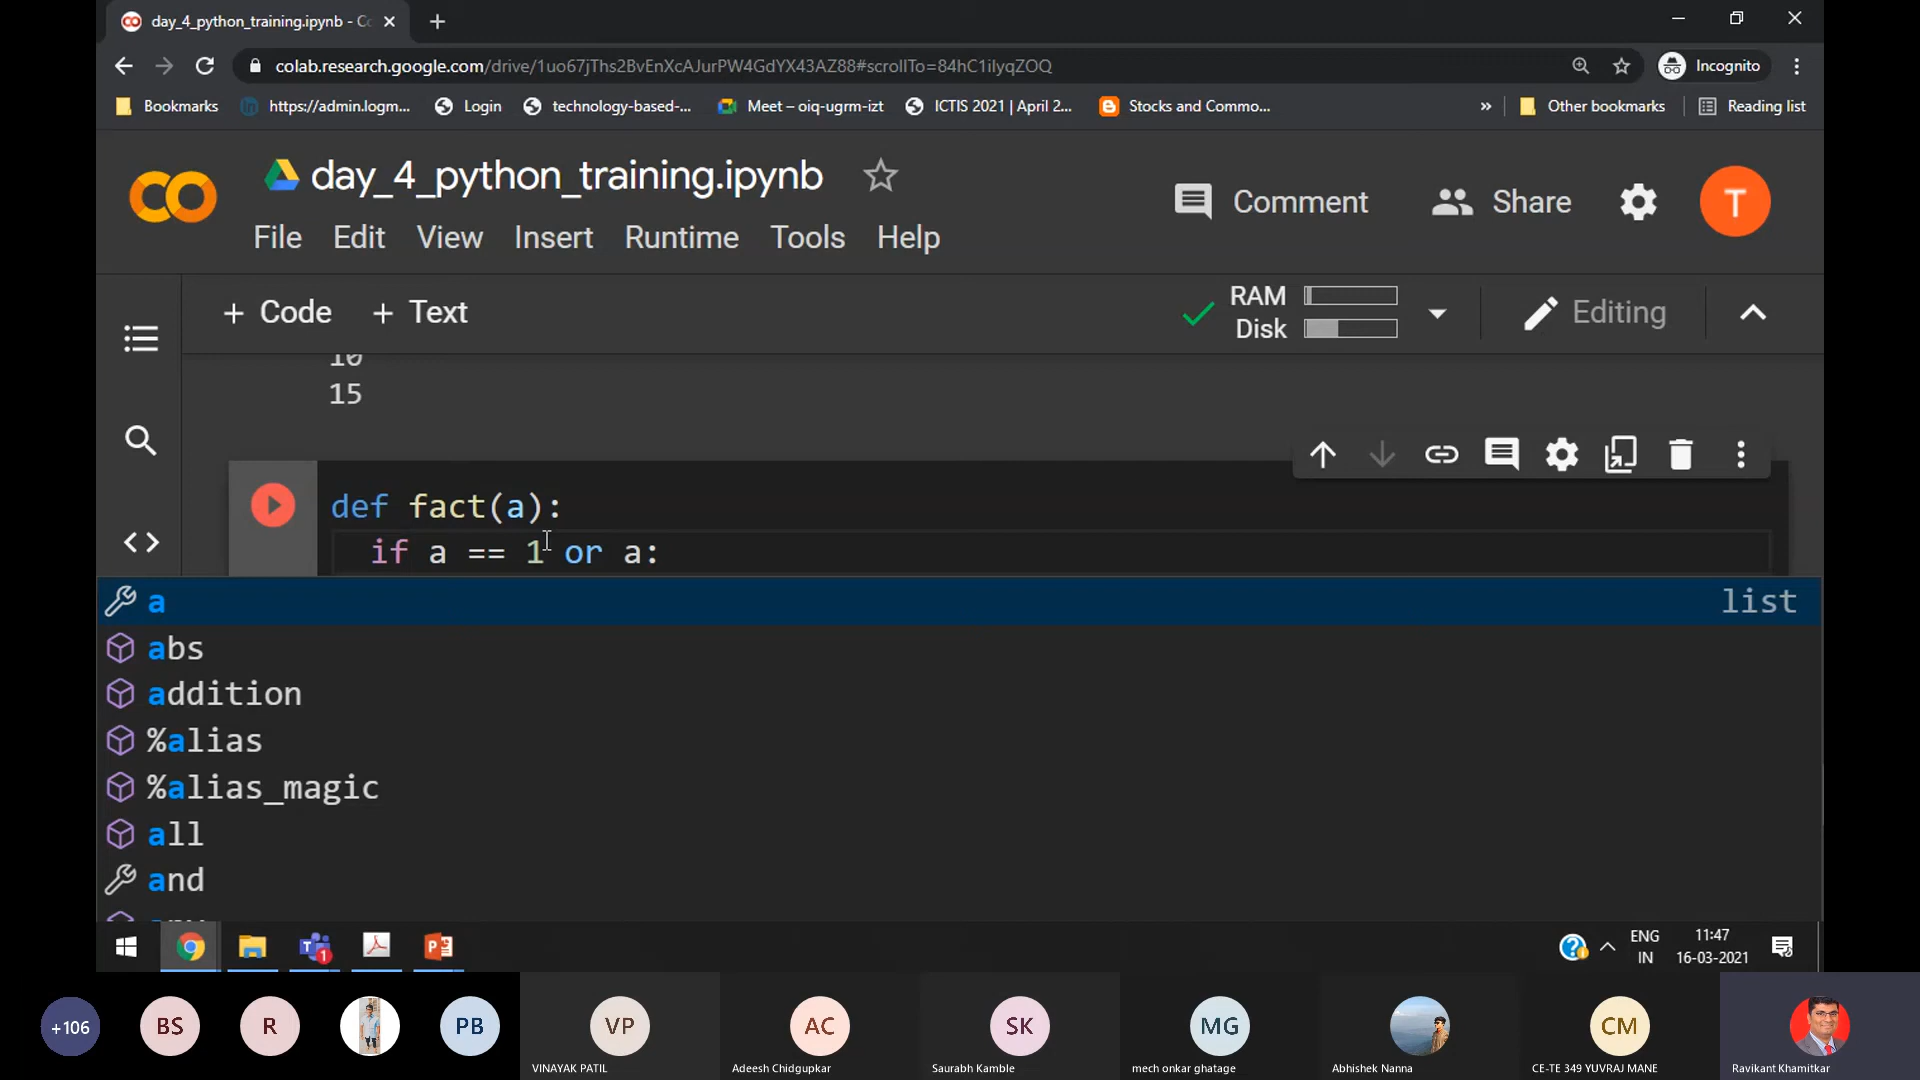 day_4_python_training.ipynb - Co
colab.research.google.com/drive/1uo67jThs2BvEnXcAJurPW4GdYX43AZ88#scrollTo=84hC1iIyqZOQ
Incognito
Bookmarks
https://admin.logm...
Login
technology-based-...
Meet – oiq-ugrm-izt
ICTIS 2021 | April 2...
Stocks and Commo...
»
Other bookmarks
Reading list
day_4_python_training.ipynb
Comment
Share
T
File Edit View Insert Runtime Tools Help
+ Code + Text
RAM
Disk
Editing
10
15
def fact(a):
if a == 1 or a:
a list
abs
addition
%alias
%alias_magic
all
and
ENG
IN
11:47
16-03-2021
1
+106
BS
R
PB
VP
AC
SK
MG
CM
VINAYAK PATIL
Adeesh Chidgupkar
Saurabh Kamble
mech onkar ghatage
Abhishek Nanna
CE-TE 349 YUVRAJ MANE
Ravikant Khamitkar